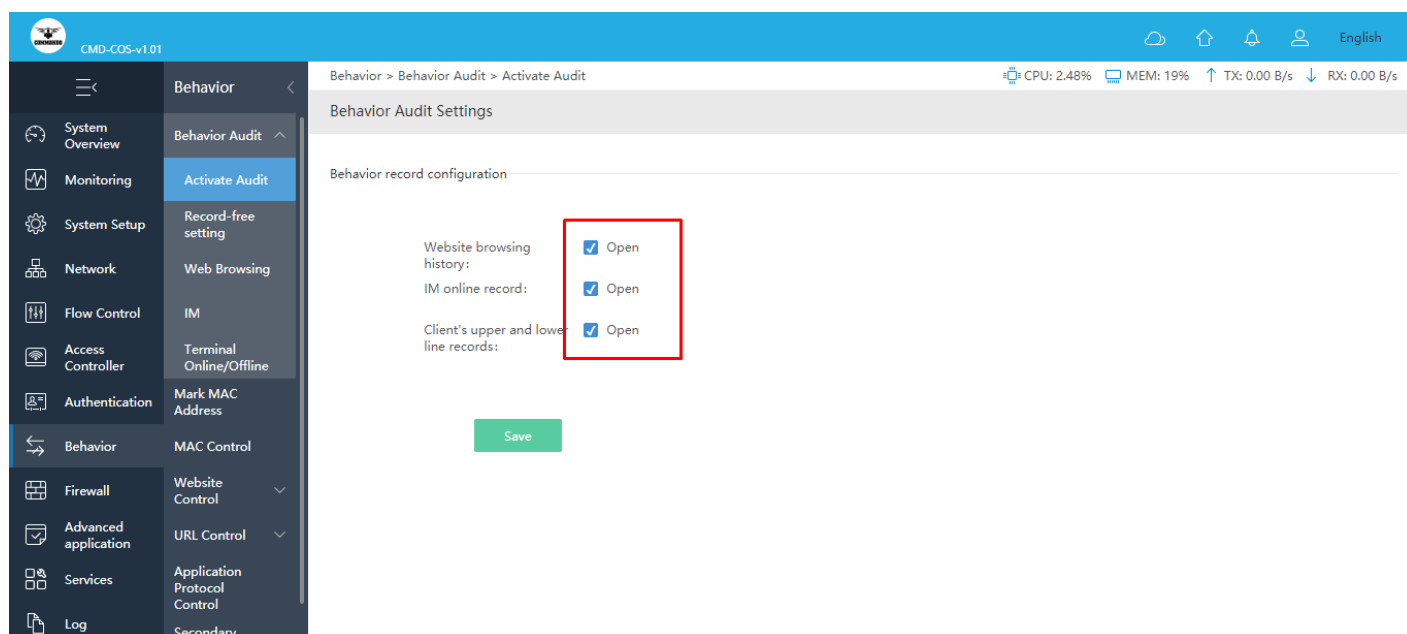 COMMANDO
CMD-COS-v1.01
English
Behavior
Behavior > Behavior Audit > Activate Audit
CPU: 2.48%
MEM: 19%
TX: 0.00 B/s
RX: 0.00 B/s
Behavior Audit Settings
System
Overview
Monitoring
System Setup
Network
Flow Control
Access
Controller
Authentication
Behavior
Firewall
Advanced
application
Services
Log
Behavior Audit
Activate Audit
Record-free
setting
Web Browsing
IM
Terminal
Online/Offline
Mark MAC
Address
MAC Control
Website
Control
URL Control
Application
Protocol
Control
Secondary
Behavior record configuration
Website browsing
history:
Open
IM online record:
Open
Client's upper and lower
line records:
Open
Save